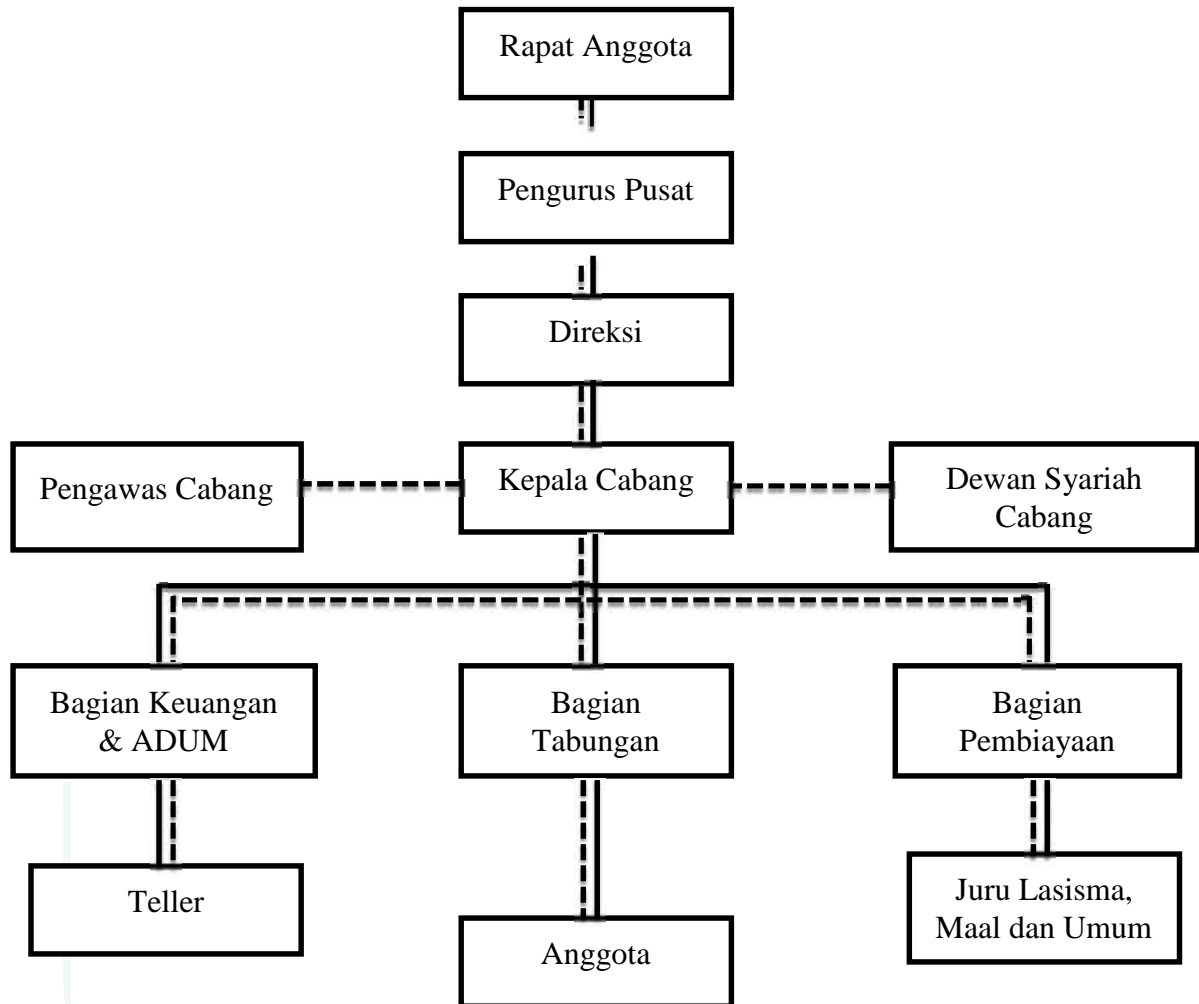 Rapat Anggota
Pengurus Pusat
Direksi
Pengawas Cabang
Kepala Cabang
Dewan Syariah
Cabang
Bagian Keuangan
& ADUM
Bagian
Tabungan
Bagian
Pembiayaan
Teller
Anggota
Juru Lasisma,
Maal dan Umum